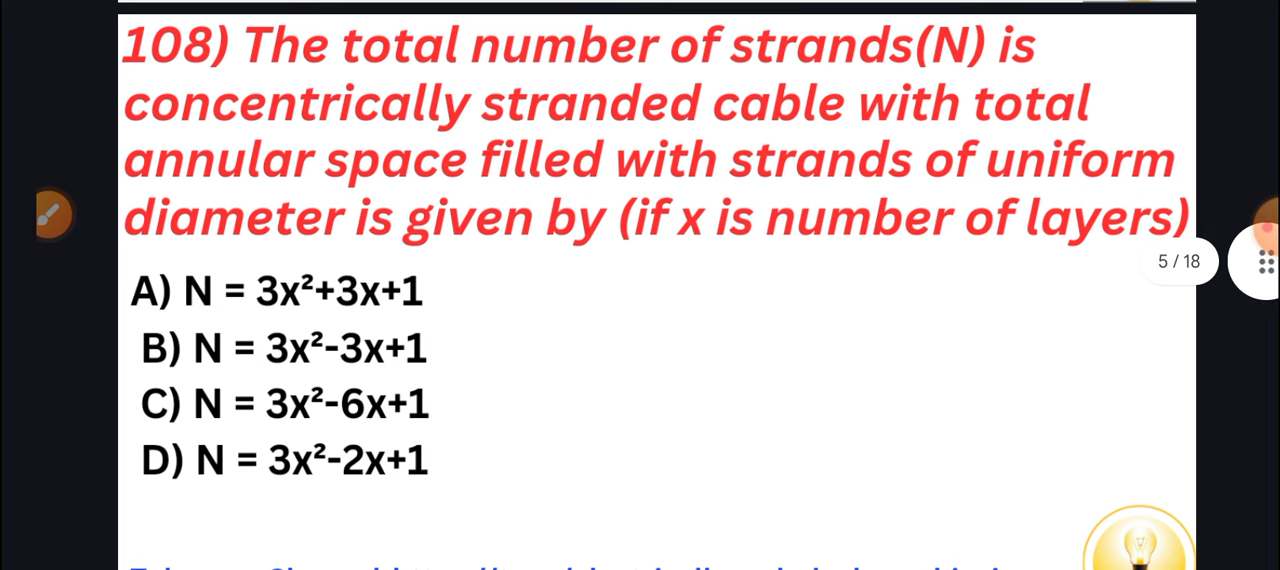 108) The total number of strands(N) is
concentrically stranded cable with total
annular space filled with strands of uniform
diameter is given by (if x is number of layers)
5 / 18
A) N = 3x²+3x+1
B) N = 3x²-3x+1
C) N = 3x²-6x+1
D) N = 3x²-2x+1